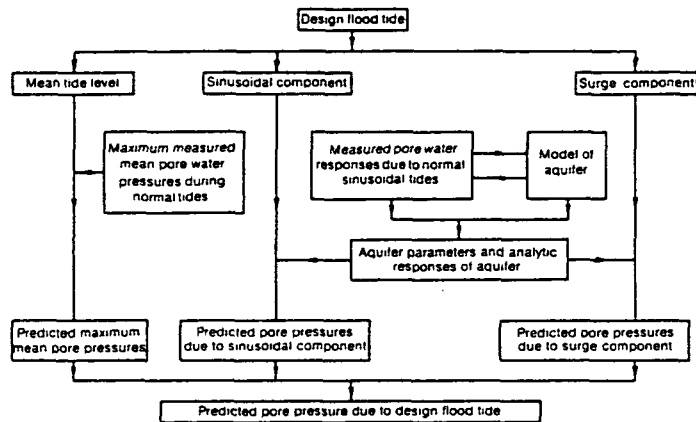 Design flood tide
Mean tide level
Sinusoidal component
Surge component
Maximum measured
mean pore water
pressures during
normal tides
Measured pore water
responses due to normal
sinusoidal tides
Model of
aquifer
Aquifer parameters and analytic
responses of aquifer
Predicted maximum
mean pore pressures
Predicted pore pressures
due to sinusoidal component
Predicted pore pressures
due to surge component
Predicted pore pressure due to design flood tide